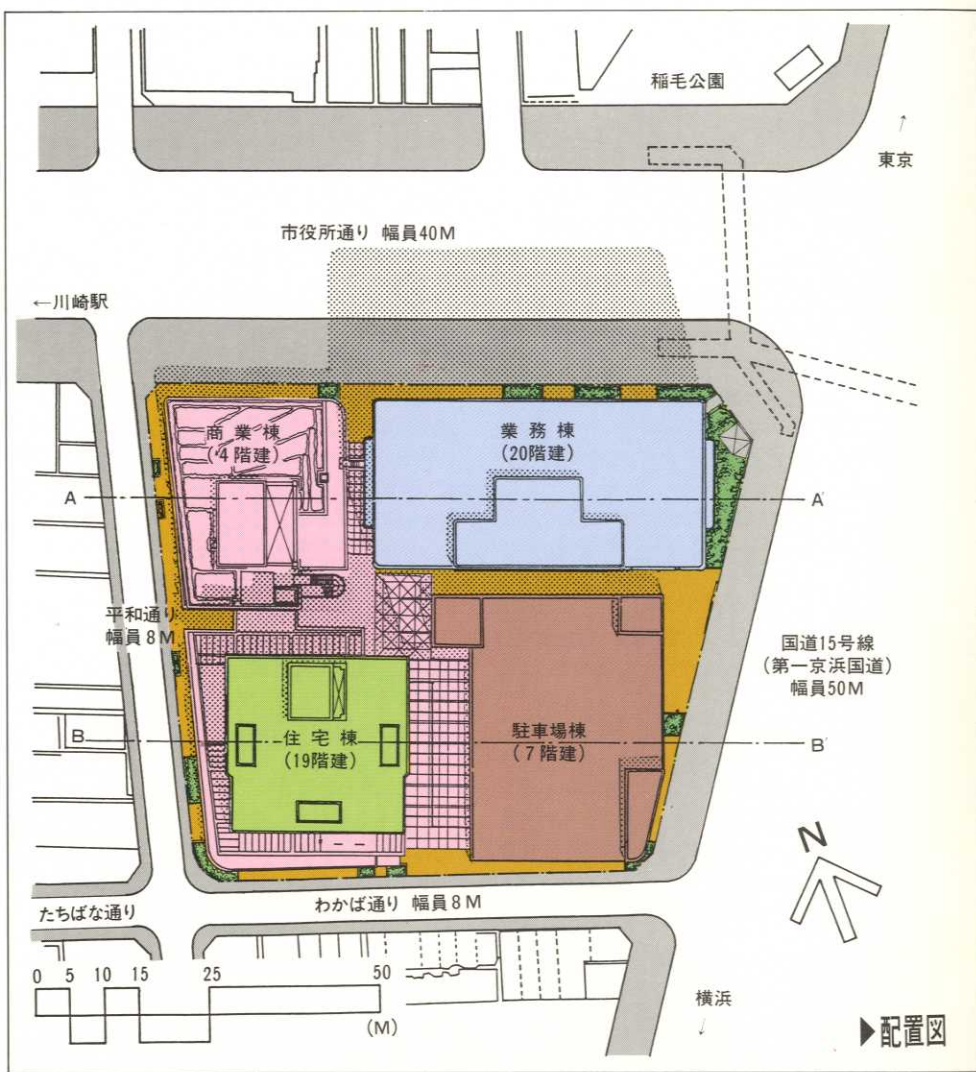 稲毛公園
↑
東京
市役所通り 幅員40M
←川崎駅
商業棟
(4階建)
業務棟
(20階建)
A
A'
平和通り
幅員8M
国道15号線
(第一京浜国道)
幅員50M
B
B'
住宅棟
(19階建)
駐車場棟
(7階建)
N
たちばな通り
わかば通り 幅員8M
0 5 10 15 25 50
(M)
横浜
↓
▶配置図